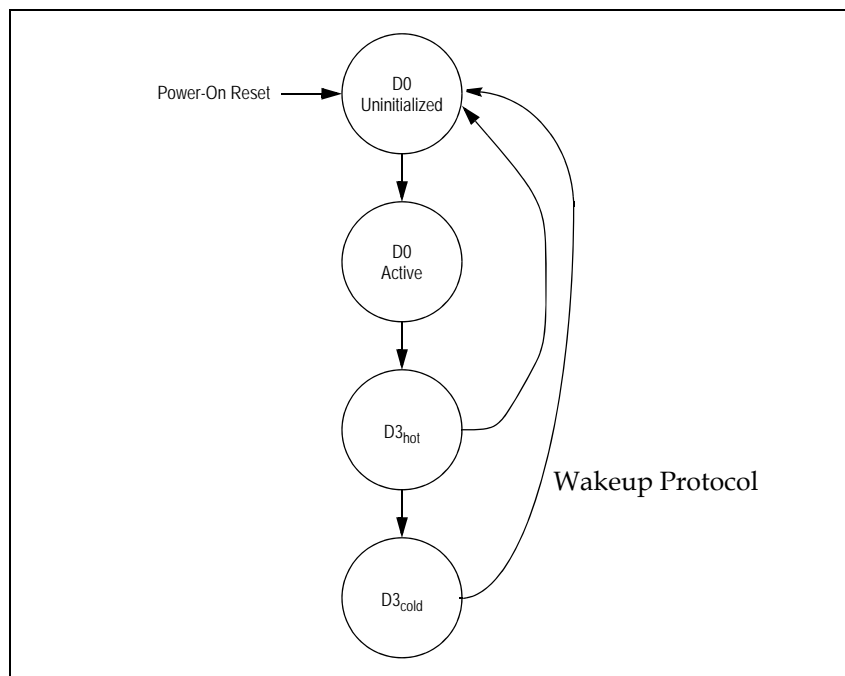 Power-On Reset
D0
Uninitialized
D0
Active
D3hot
Wakeup Protocol
D3cold